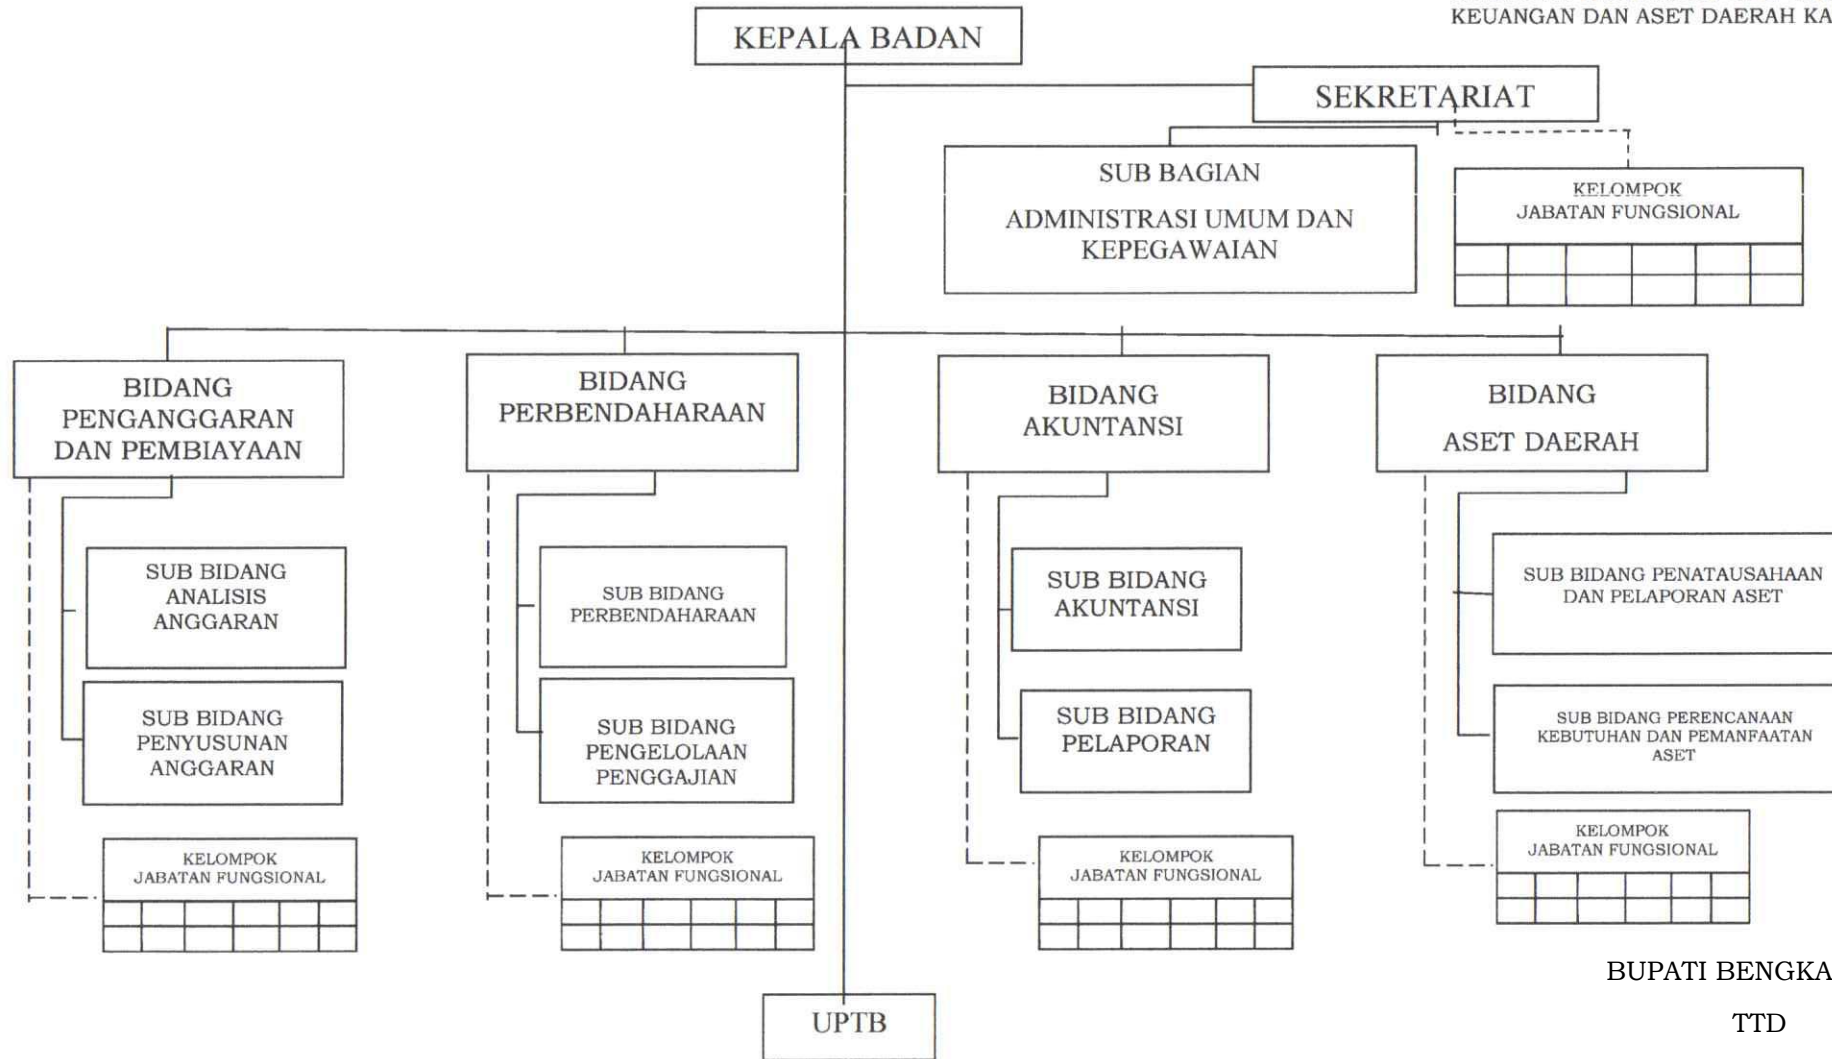 KEUANGAN DAN ASET DAERAH KA
KEPALA BADAN
SEKRETARIAT
SUB BAGIAN
ADMINISTRASI UMUM DAN
KEPEGAWAIAN
KELOMPOK
JABATAN FUNGSIONAL
BIDANG
PENGANGGARAN
DAN PEMBIAYAAN
BIDANG
PERBENDAHARAAN
BIDANG
AKUNTANSI
BIDANG
ASET DAERAH
SUB BIDANG
ANALISIS
ANGGARAN
SUB BIDANG
PERBENDAHARAAN
SUB BIDANG
AKUNTANSI
SUB BIDANG PENATAUSAHAAN
DAN PELAPORAN ASET
SUB BIDANG
PENYUSUNAN
ANGGARAN
SUB BIDANG
PENGELOLAAN
PENGGAJIAN
SUB BIDANG
PELAPORAN
SUB BIDANG PERENCANAAN
KEBUTUHAN DAN PEMANFAATAN
ASET
KELOMPOK
JABATAN FUNGSIONAL
KELOMPOK
JABATAN FUNGSIONAL
KELOMPOK
JABATAN FUNGSIONAL
KELOMPOK
JABATAN FUNGSIONAL
UPTB
BUPATI BENGKA
TTD